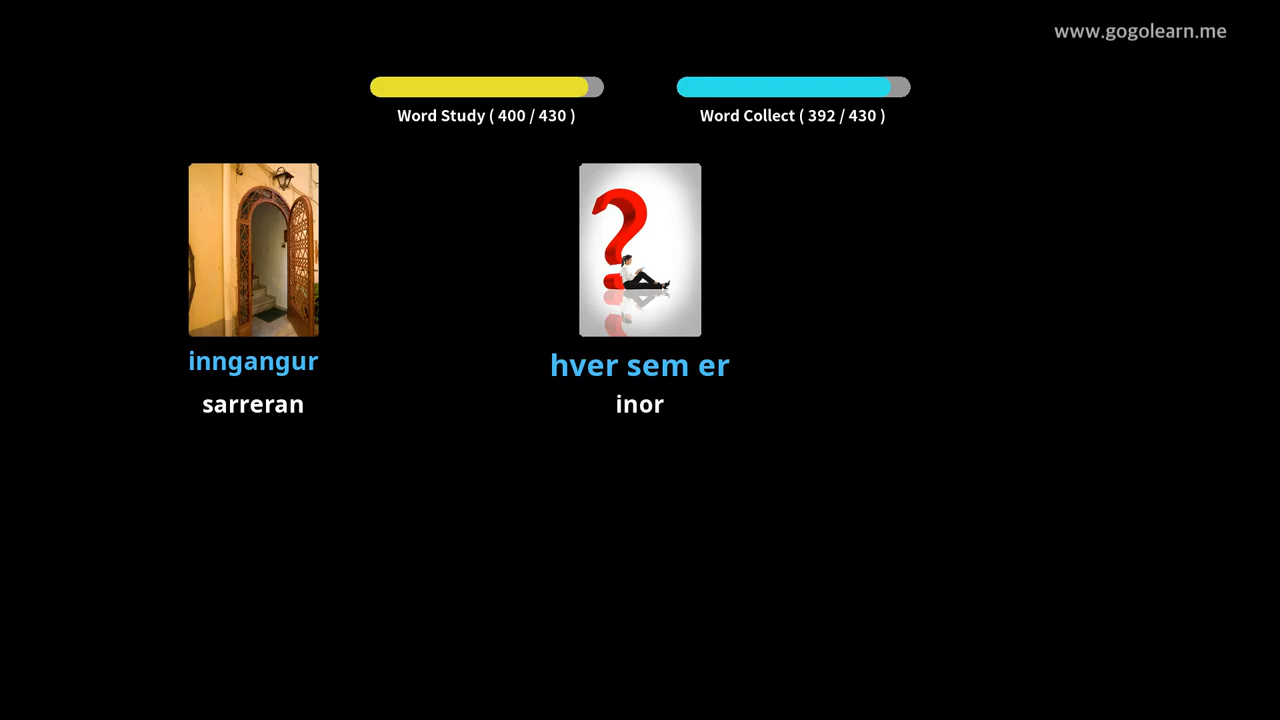 www.gogolearn.me
Word Study ( 400 / 430 )
Word Collect ( 392 / 430 )
inngangur
hver sem er
sarreran
inor